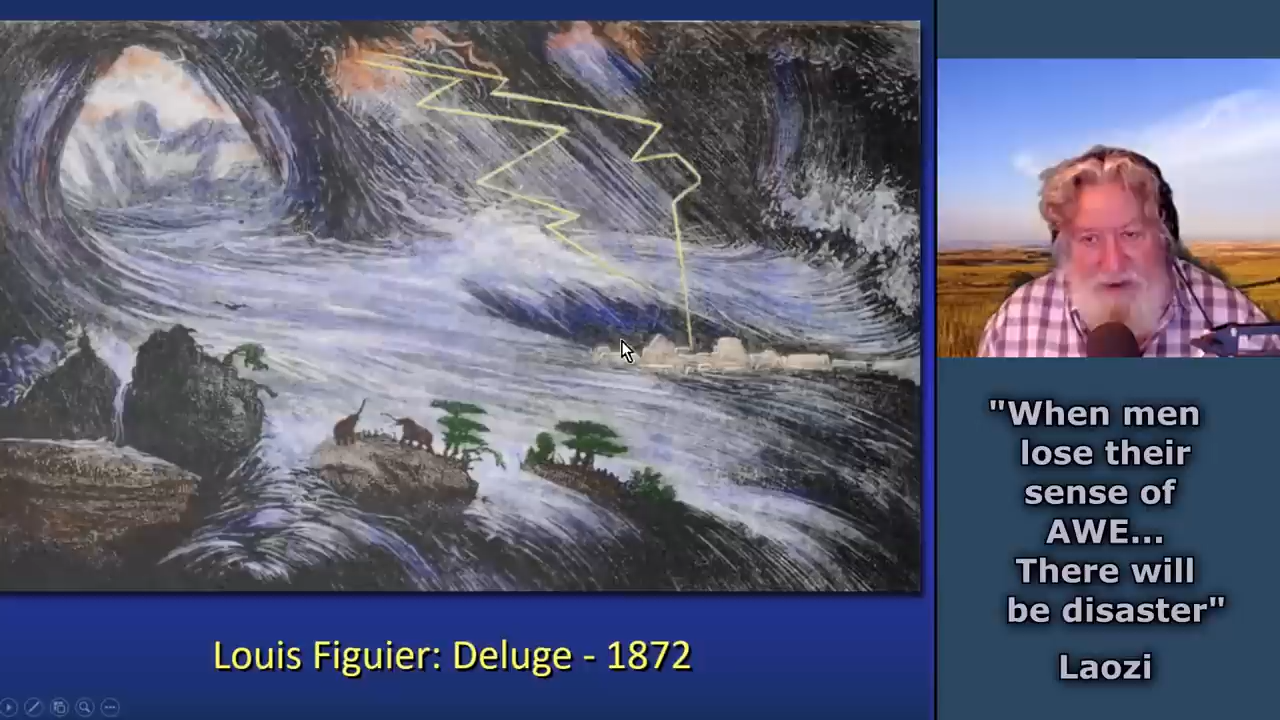 Louis Figuier: Deluge - 1872
"When men
lose their
sense of
AWE...
There will
be disaster"
Laozi